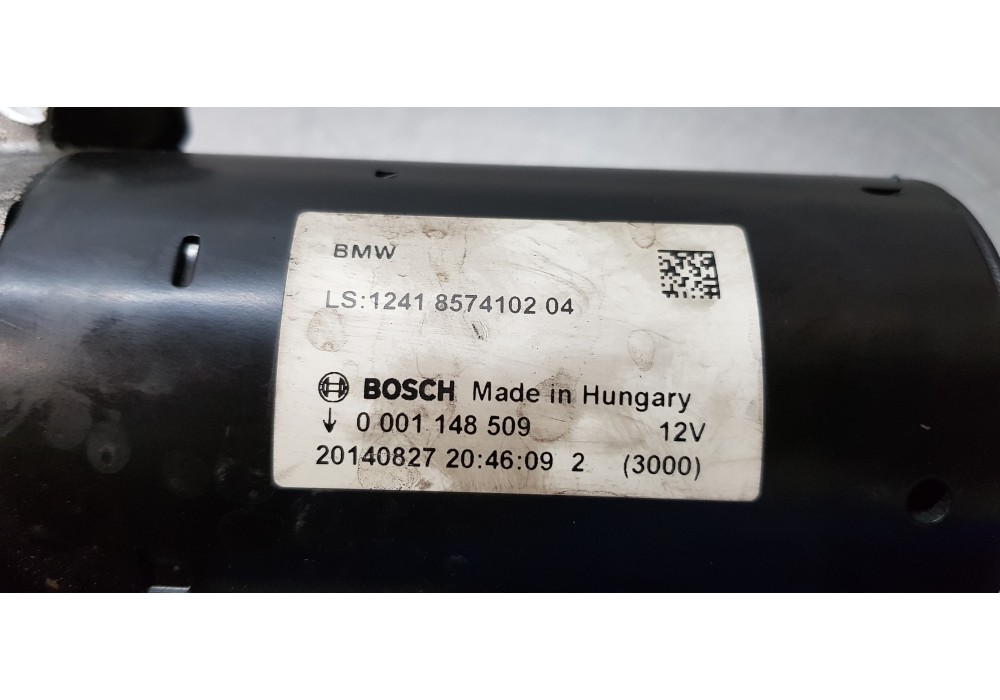 BMW
LS:1241 8574102 04
BOSCH Made in Hungary
↓ 0 001 148 509 12V
20140827 20:46:09 2 (3000)